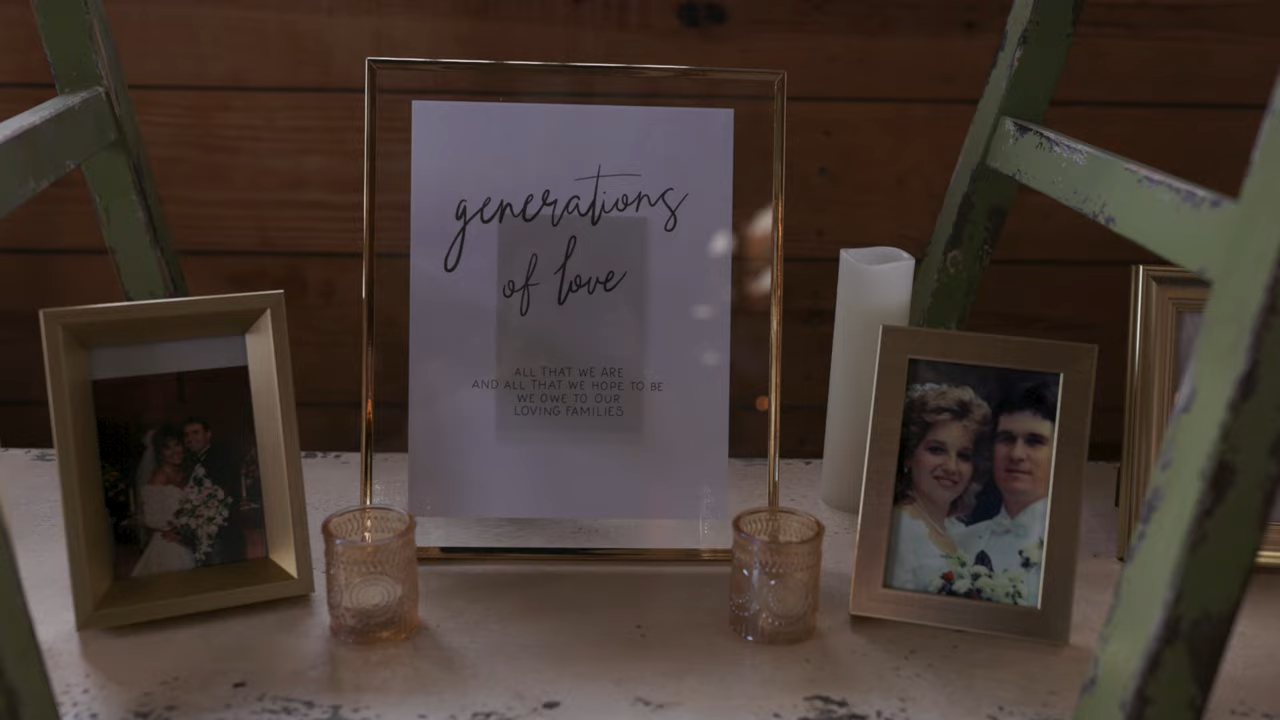 generations
of love
ALL THAT WE ARE
AND ALL THAT WE HOPE TO BE
WE OWE TO OUR
LOVING FAMILIES